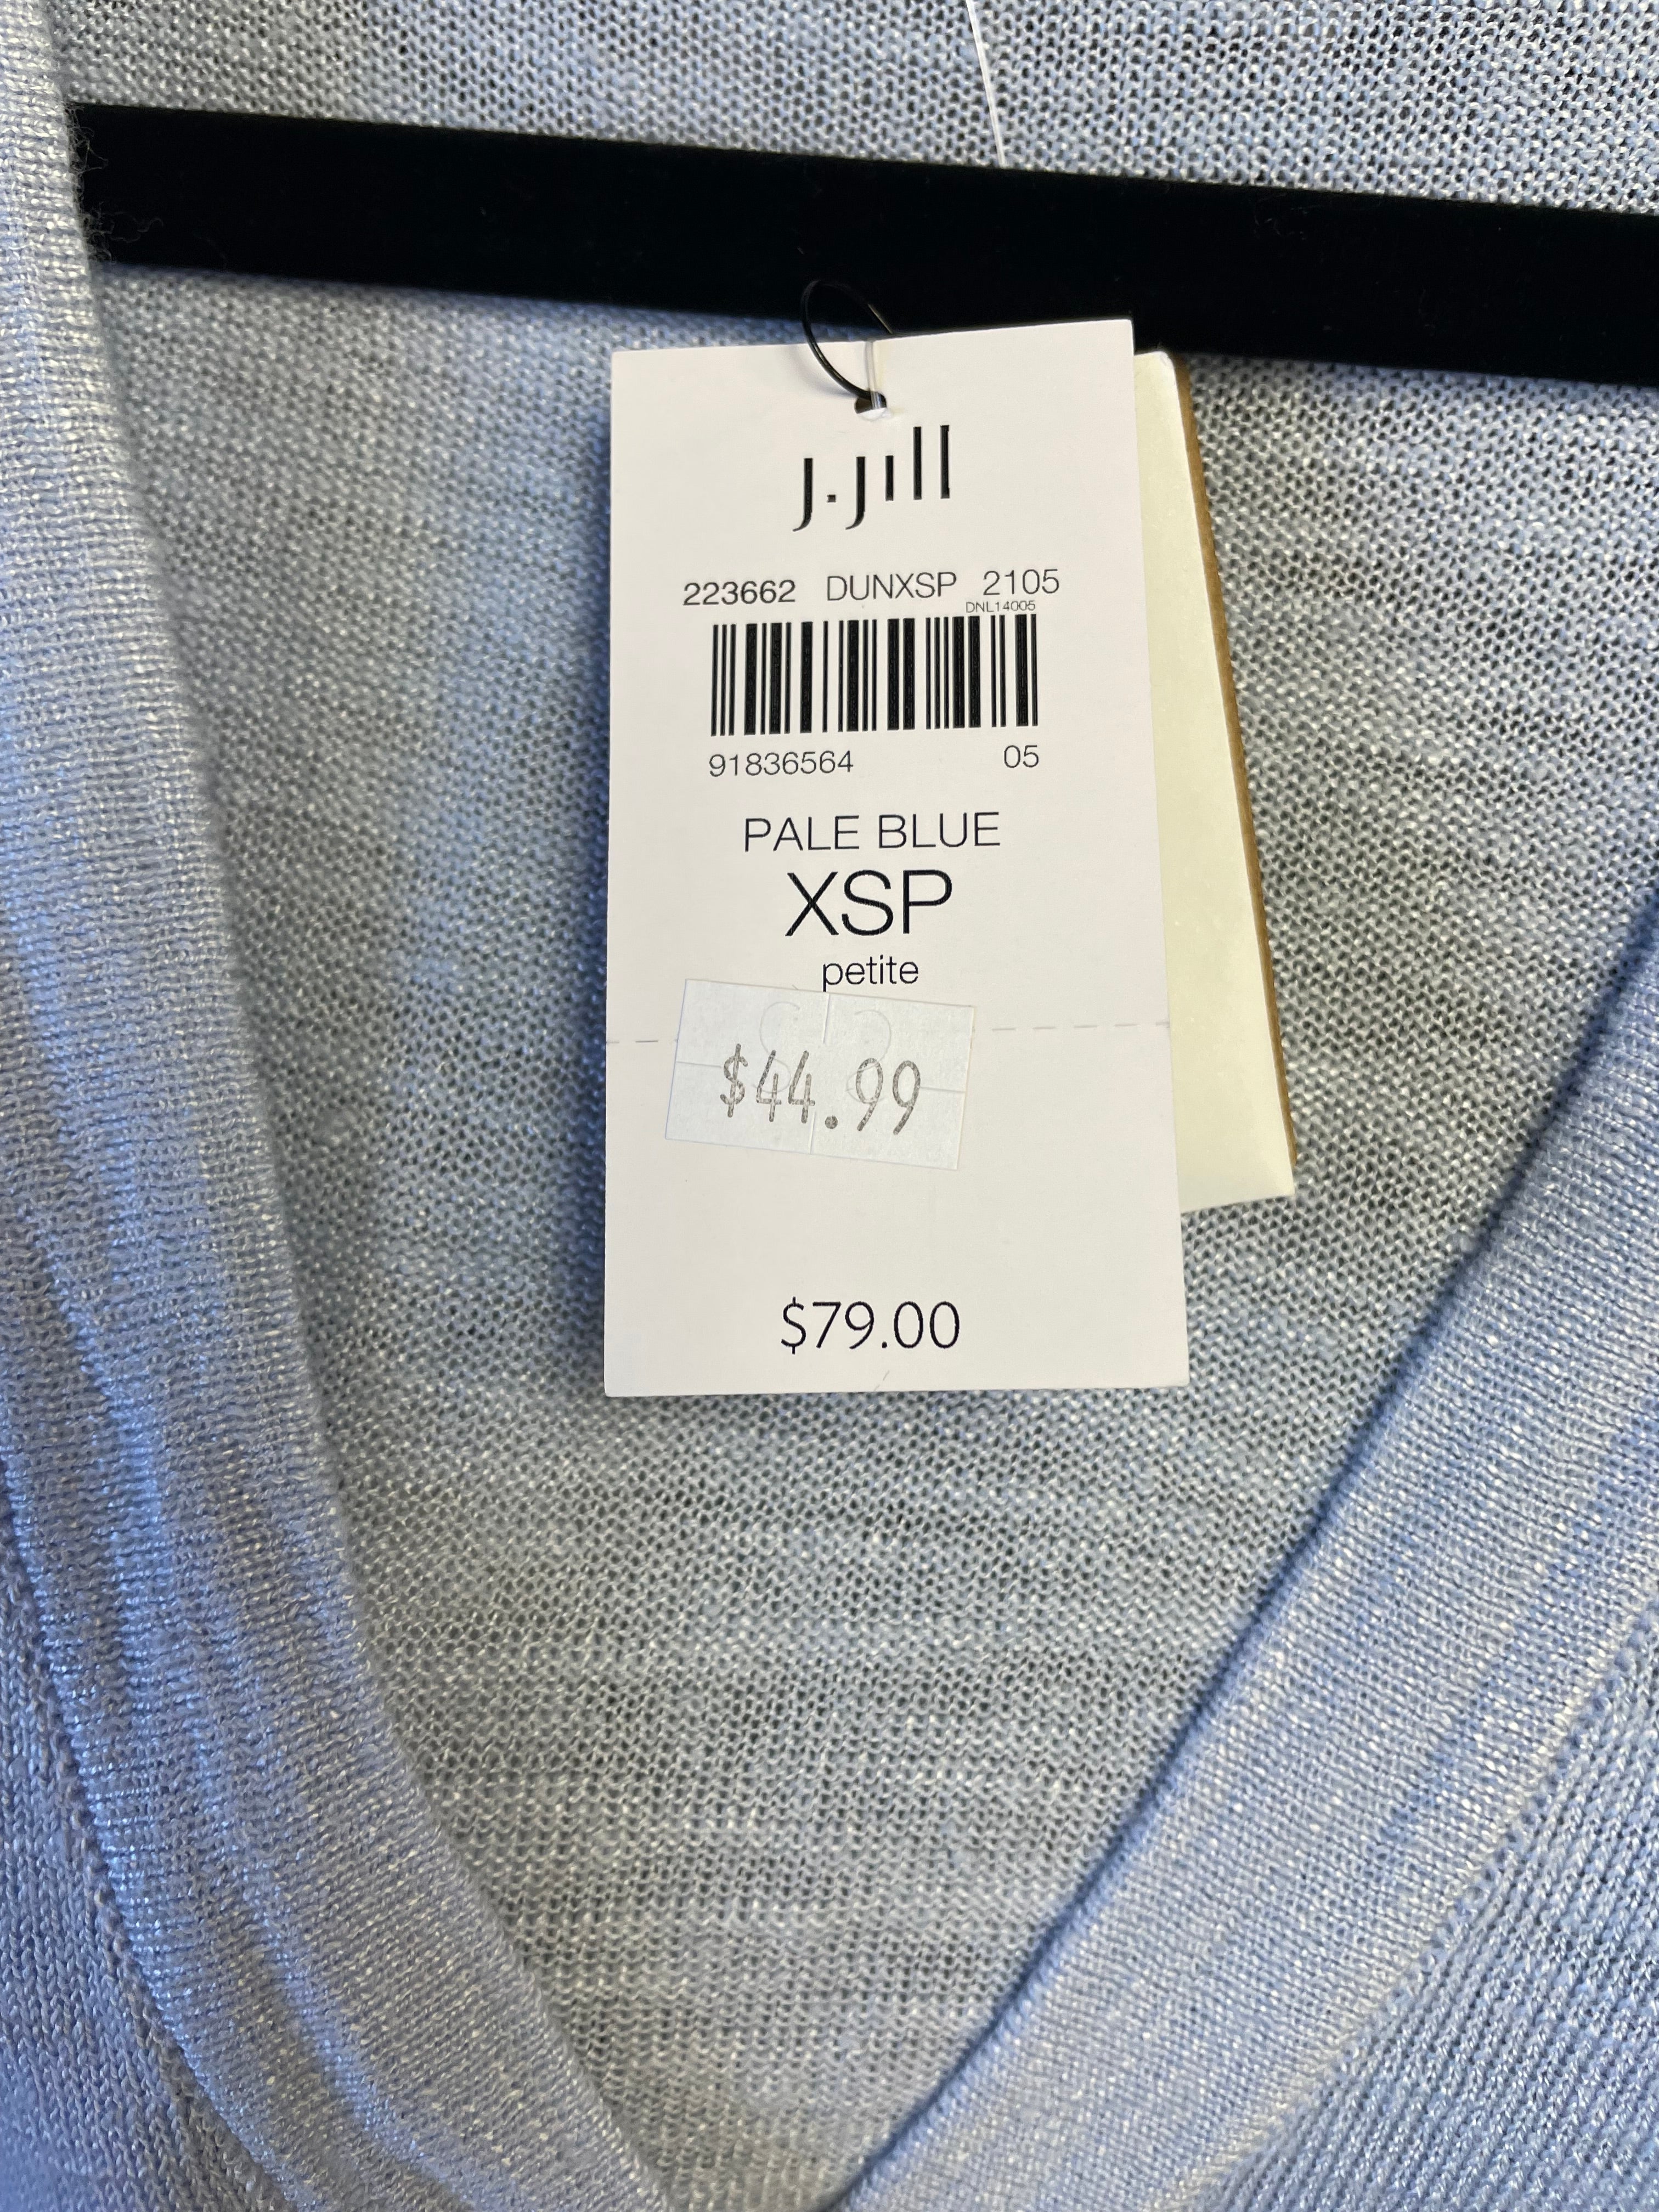 J.Jill
223662 DUNXSP 2105
DNL14005
91836564 05
PALE BLUE
XSP
petite
$44.99
$79.00